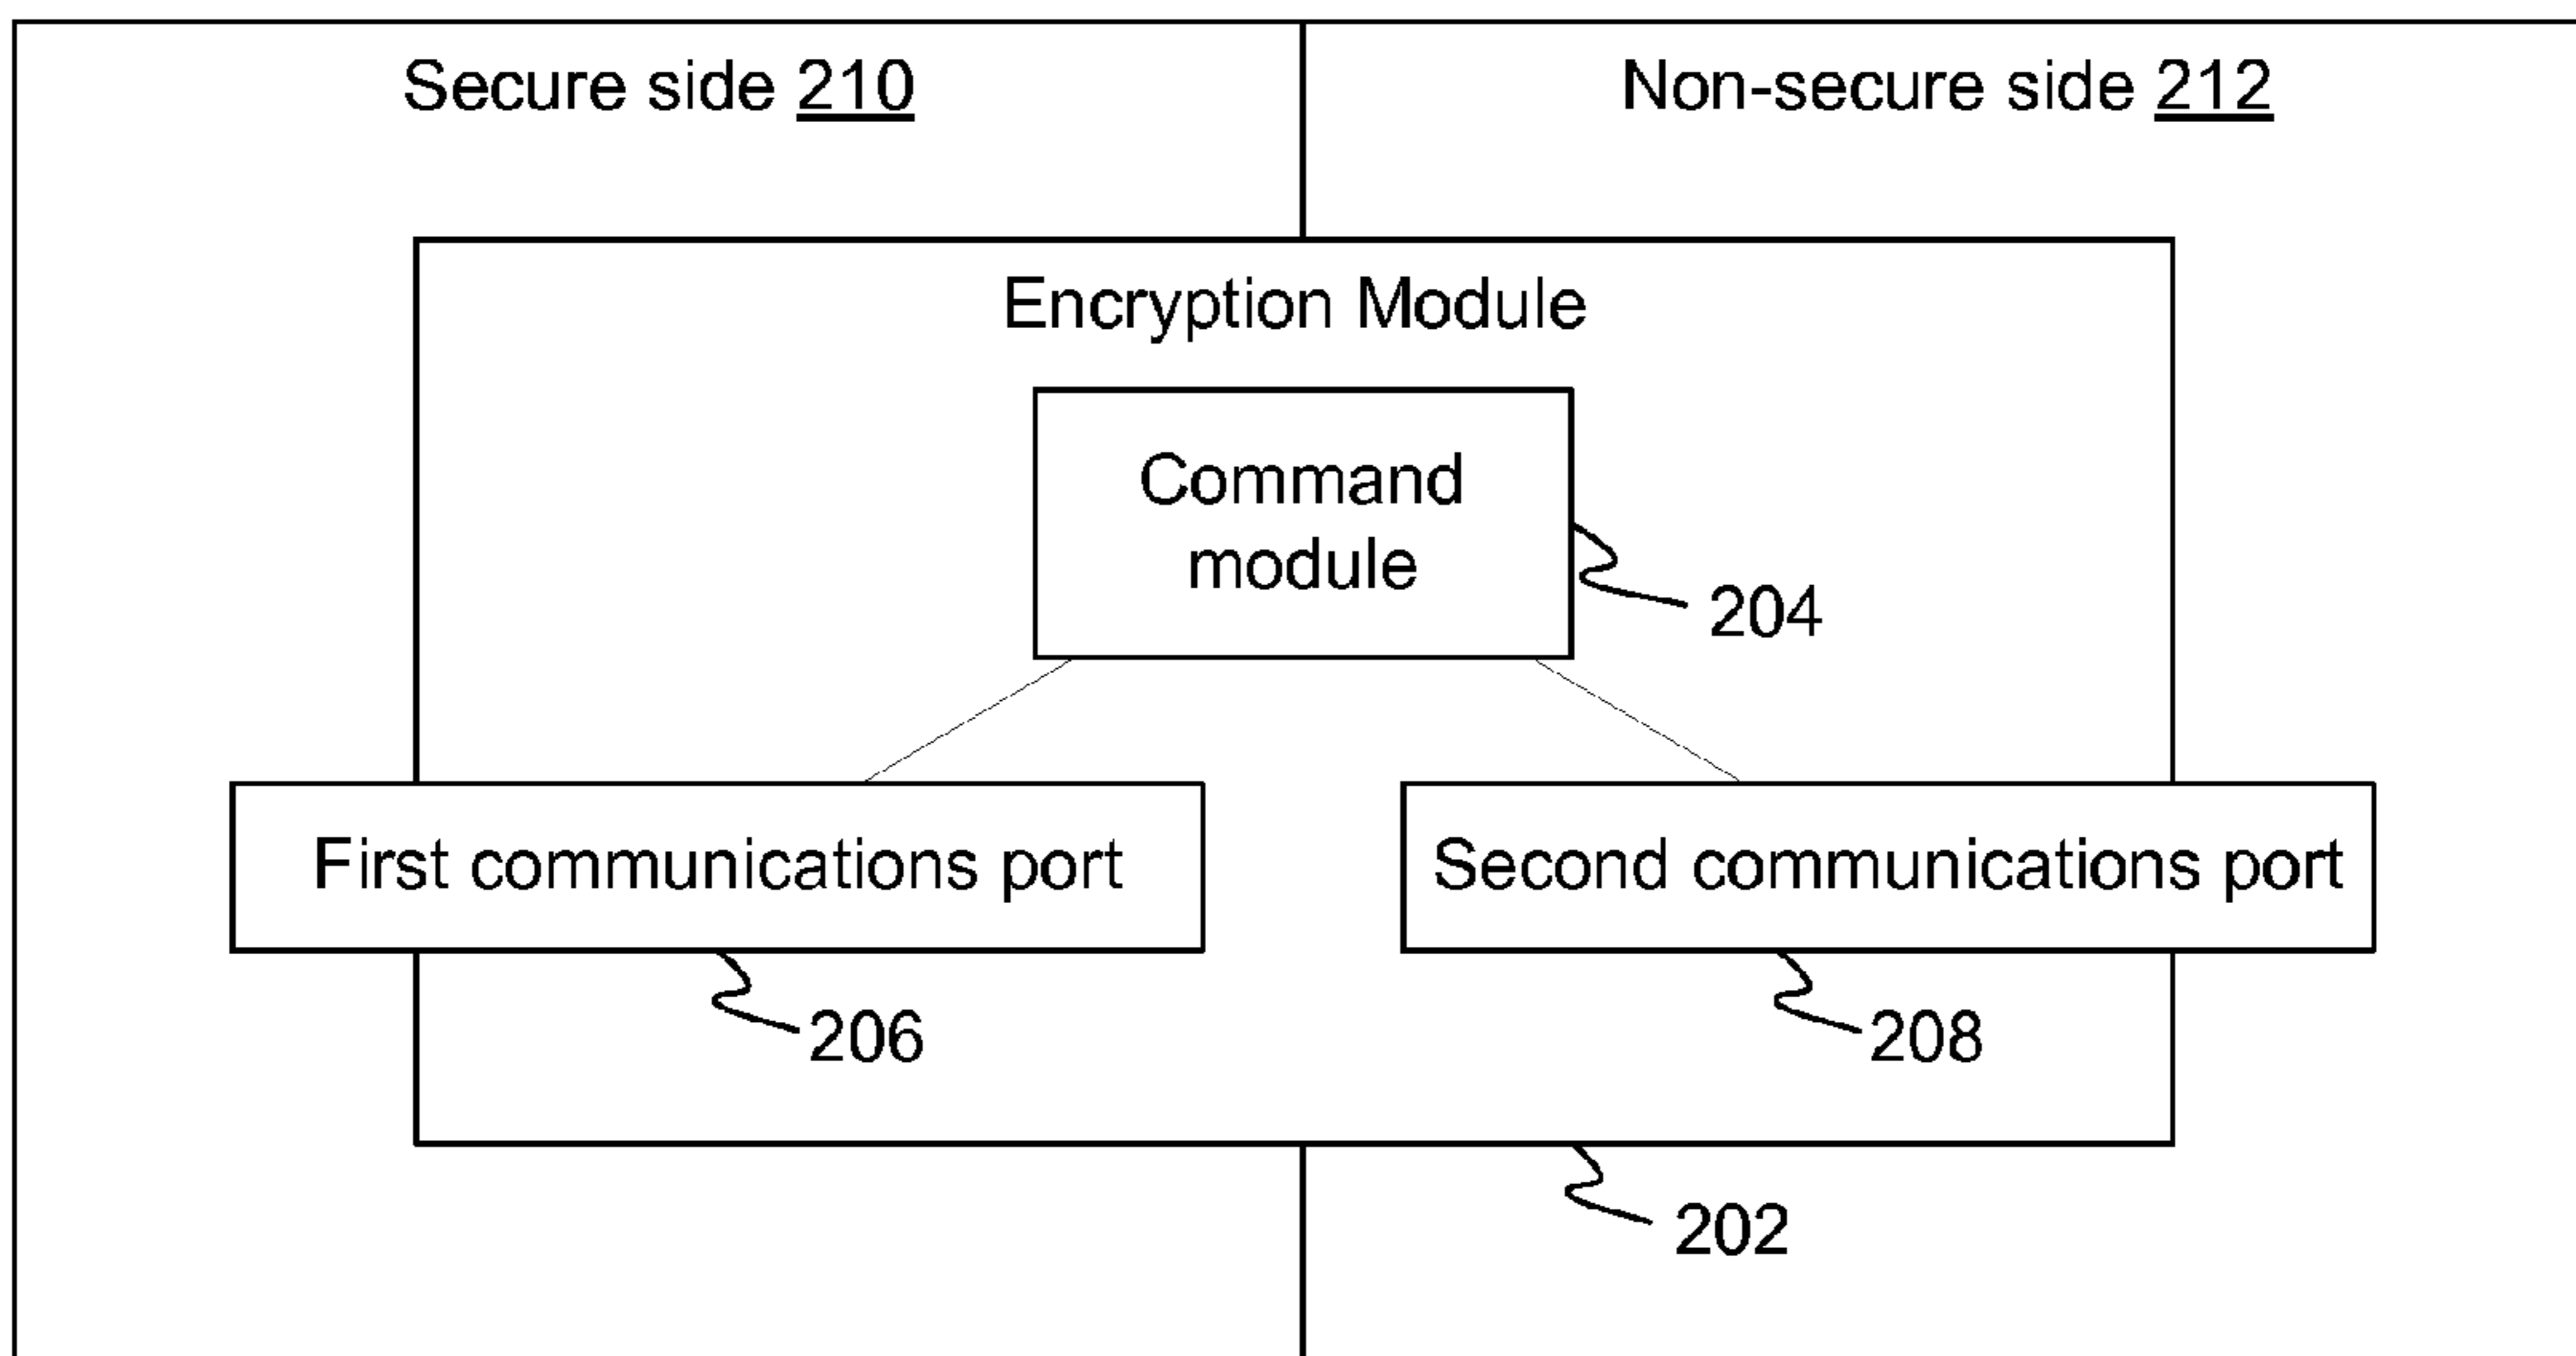 Secure side 210
Non-secure side 212
Encryption Module
Command
module
204
First communications port
Second communications port
206
208
202